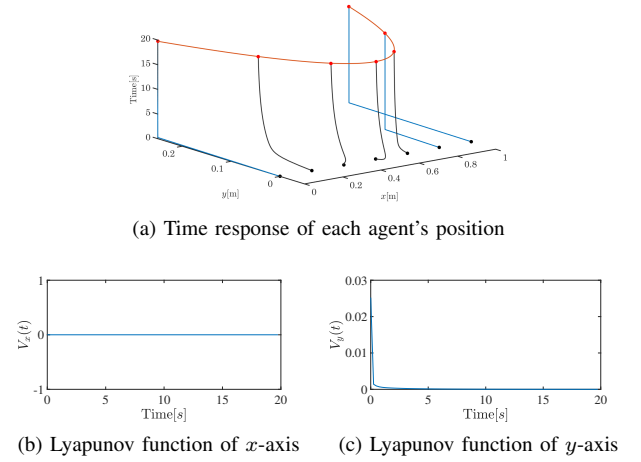 20
15
10
5
0
Time[s]
0.2
0.1
0
y[m]
0
0.2
0.4
0.6
0.8
1
x[m]
(a) Time response of each agent's position
1
0
-1
V_x(t)
0 5 10 15 20
Time[s]
(b) Lyapunov function of x-axis
0.03
0.02
0.01
0
V_y(t)
0 5 10 15 20
Time[s]
(c) Lyapunov function of y-axis